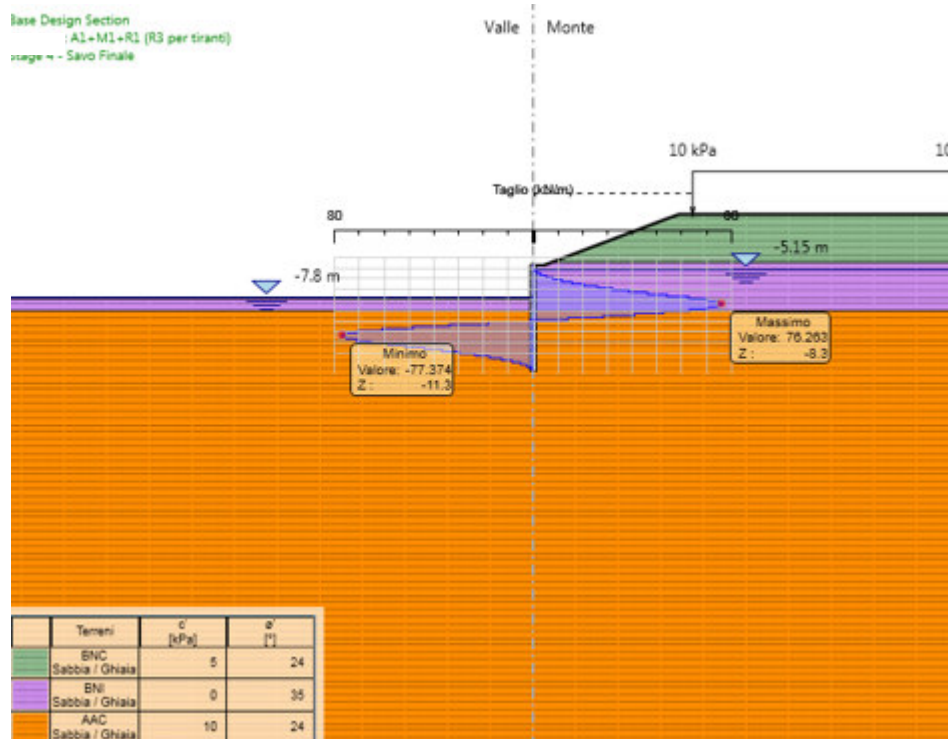 Base Design Section
: A1+M1+R1 (R3 per tiranti)
Stage 4 - Savo Finale
Valle
Monte
10 kPa
10
Taglio (kN/m)
80
80
-5.15 m
-7.8 m
Massimo
Valore: 76.263
Z : -8.3
Minimo
Valore: -77.374
Z : -11.3
Terreni c' [kPa] ø' [°]
BNC Sabbia / Ghiaia 5 24
BNI Sabbia / Ghiaia 0 35
AAC Sabbia / Ghiaia 10 24